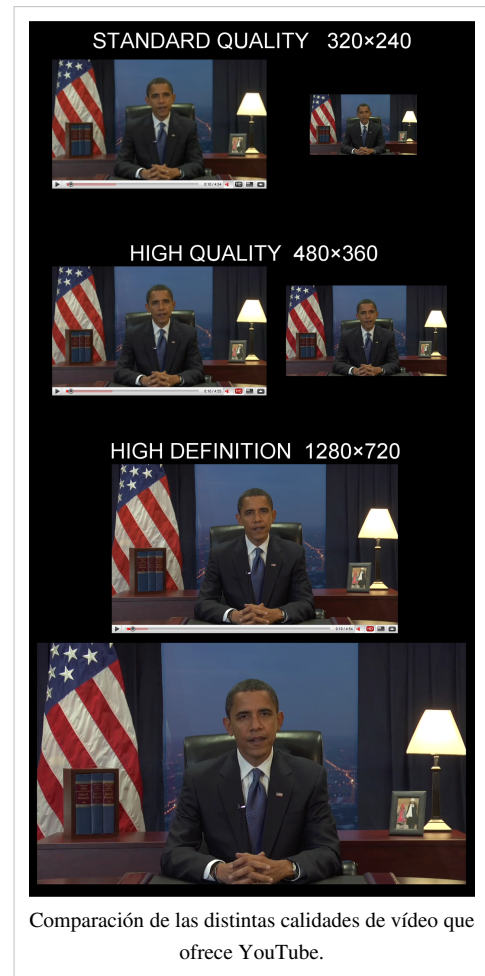 STANDARD QUALITY 320×240
HIGH QUALITY 480×360
HIGH DEFINITION 1280×720
Comparación de las distintas calidades de vídeo que
ofrece YouTube.